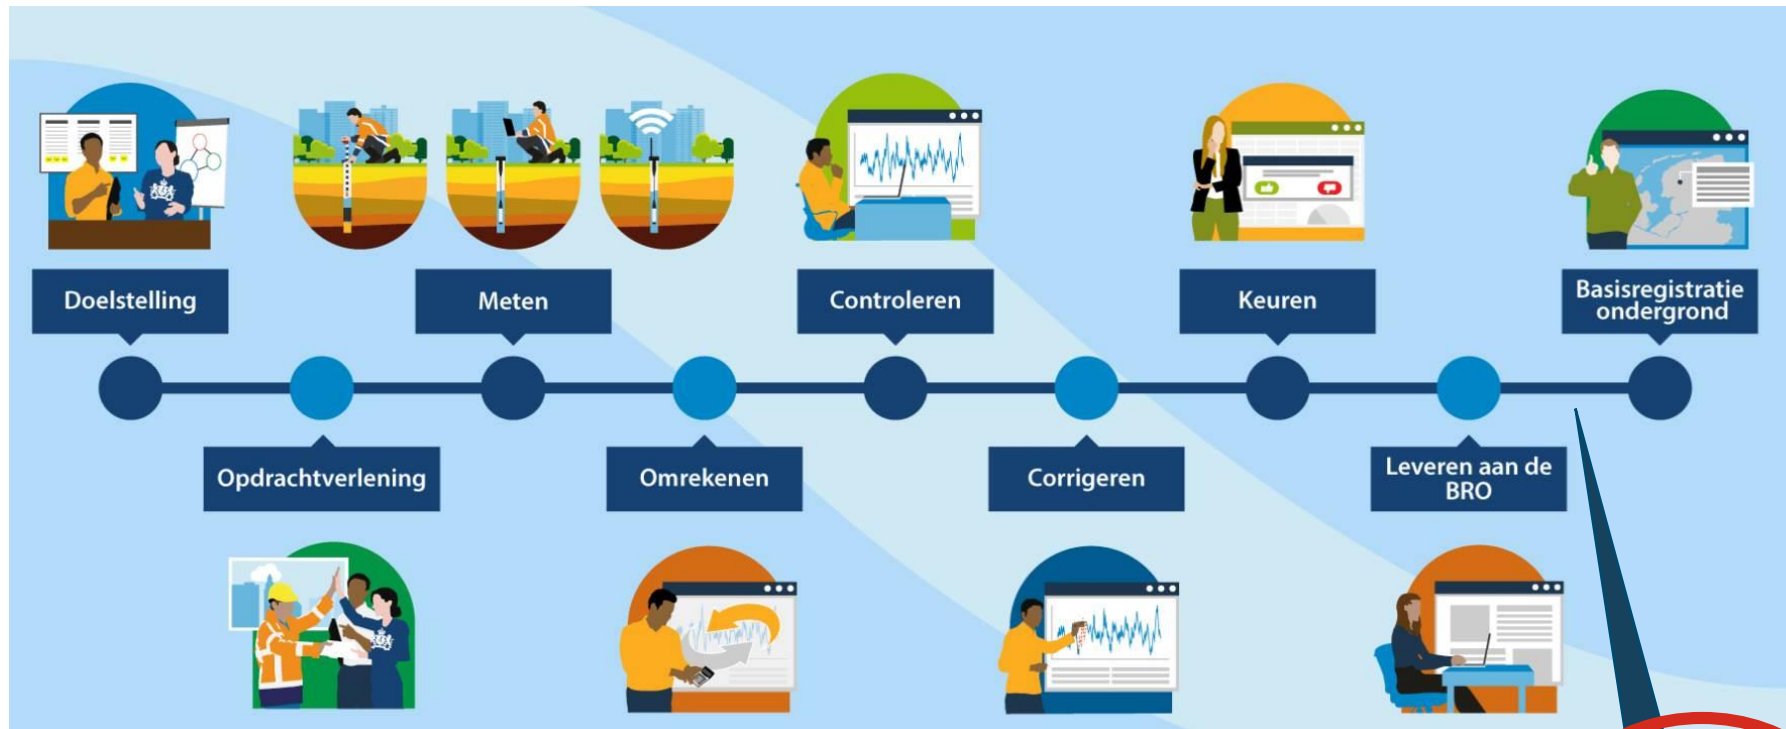 Doelstelling
Meten
Controleren
Keuren
Basisregistratie
ondergrond
Opdrachtverlening
Omrekenen
Corrigeren
Leveren aan de
BRO